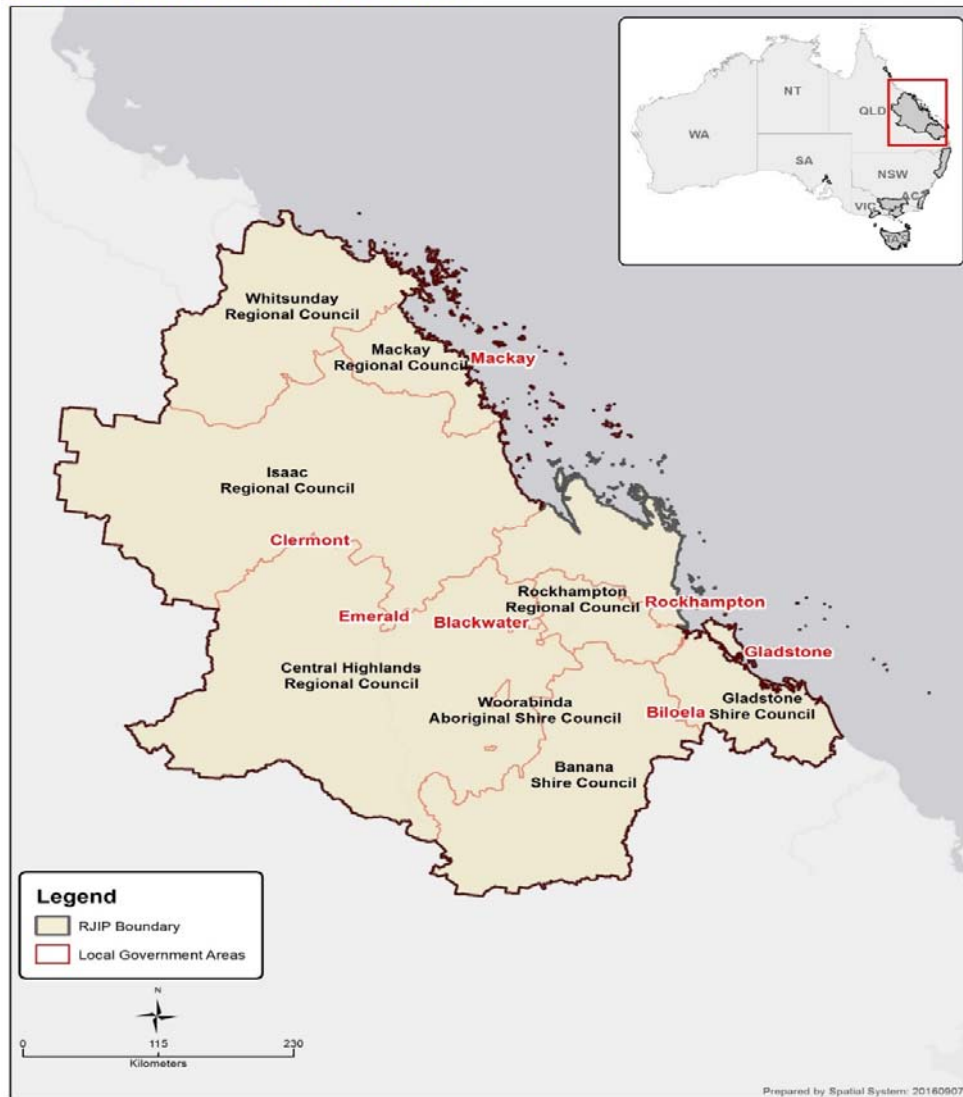 WA
NT
QLD
SA
NSW
AC
VIC
TA
Whitsunday
Regional Council
Mackay
Regional Council
Mackay
Isaac
Regional Council
Clermont
Emerald
Blackwater
Rockhampton
Regional Council
Rockhampton
Gladstone
Central Highlands
Regional Council
Woorabinda
Aboriginal Shire Council
Biloela
Gladstone
Shire Council
Banana
Shire Council
Legend
RJIP Boundary
Local Government Areas
N
0 115 230
Kilometers
Prepared by Spatial System: 20160907